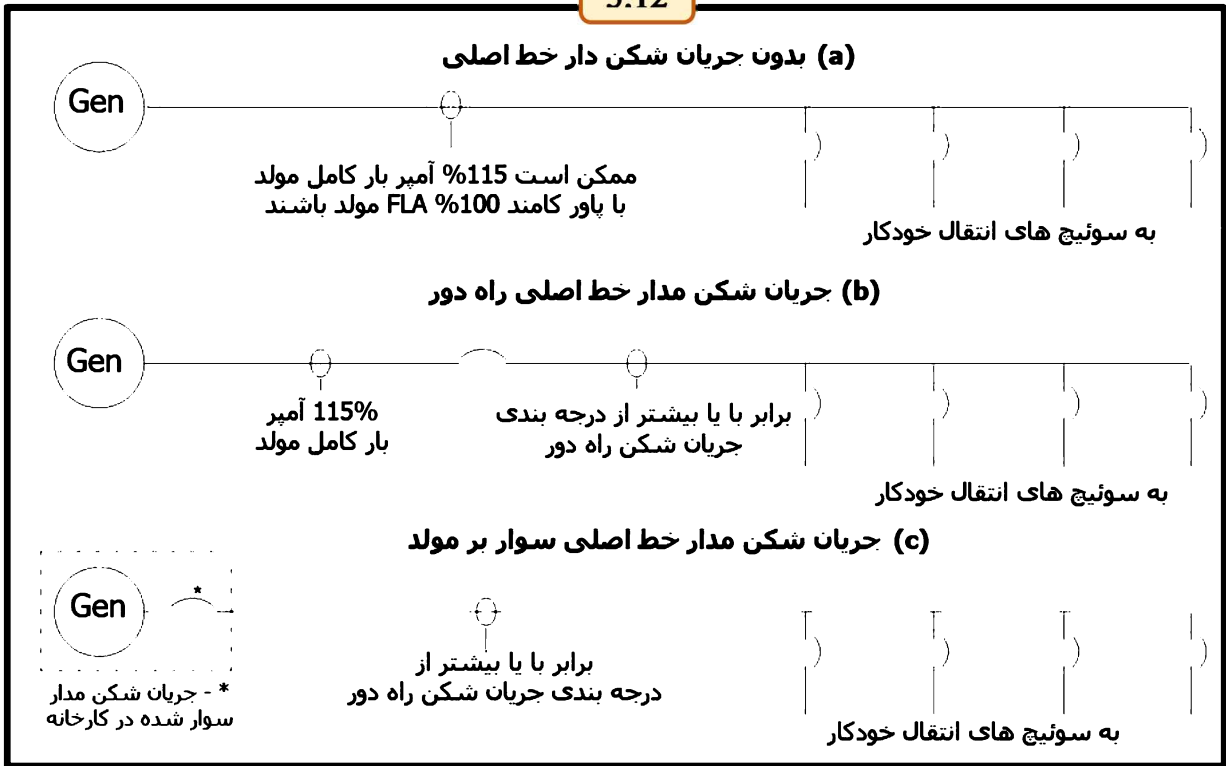 3.12
(a) بدون جریان شکن دار خط اصلی
Gen
ممکن است 115% آمپر بار کامل مولد
با پاور کامند 100% FLA مولد باشند
به سوئیچ های انتقال خودکار
(b) جریان شکن مدار خط اصلی راه دور
Gen
115% آمپر
بار کامل مولد
برابر با یا بیشتر از درجه بندی
جریان شکن راه دور
به سوئیچ های انتقال خودکار
(c) جریان شکن مدار خط اصلی سوار بر مولد
Gen
*
برابر با یا بیشتر از
درجه بندی جریان شکن راه دور
* - جریان شکن مدار
سوار شده در کارخانه
به سوئیچ های انتقال خودکار